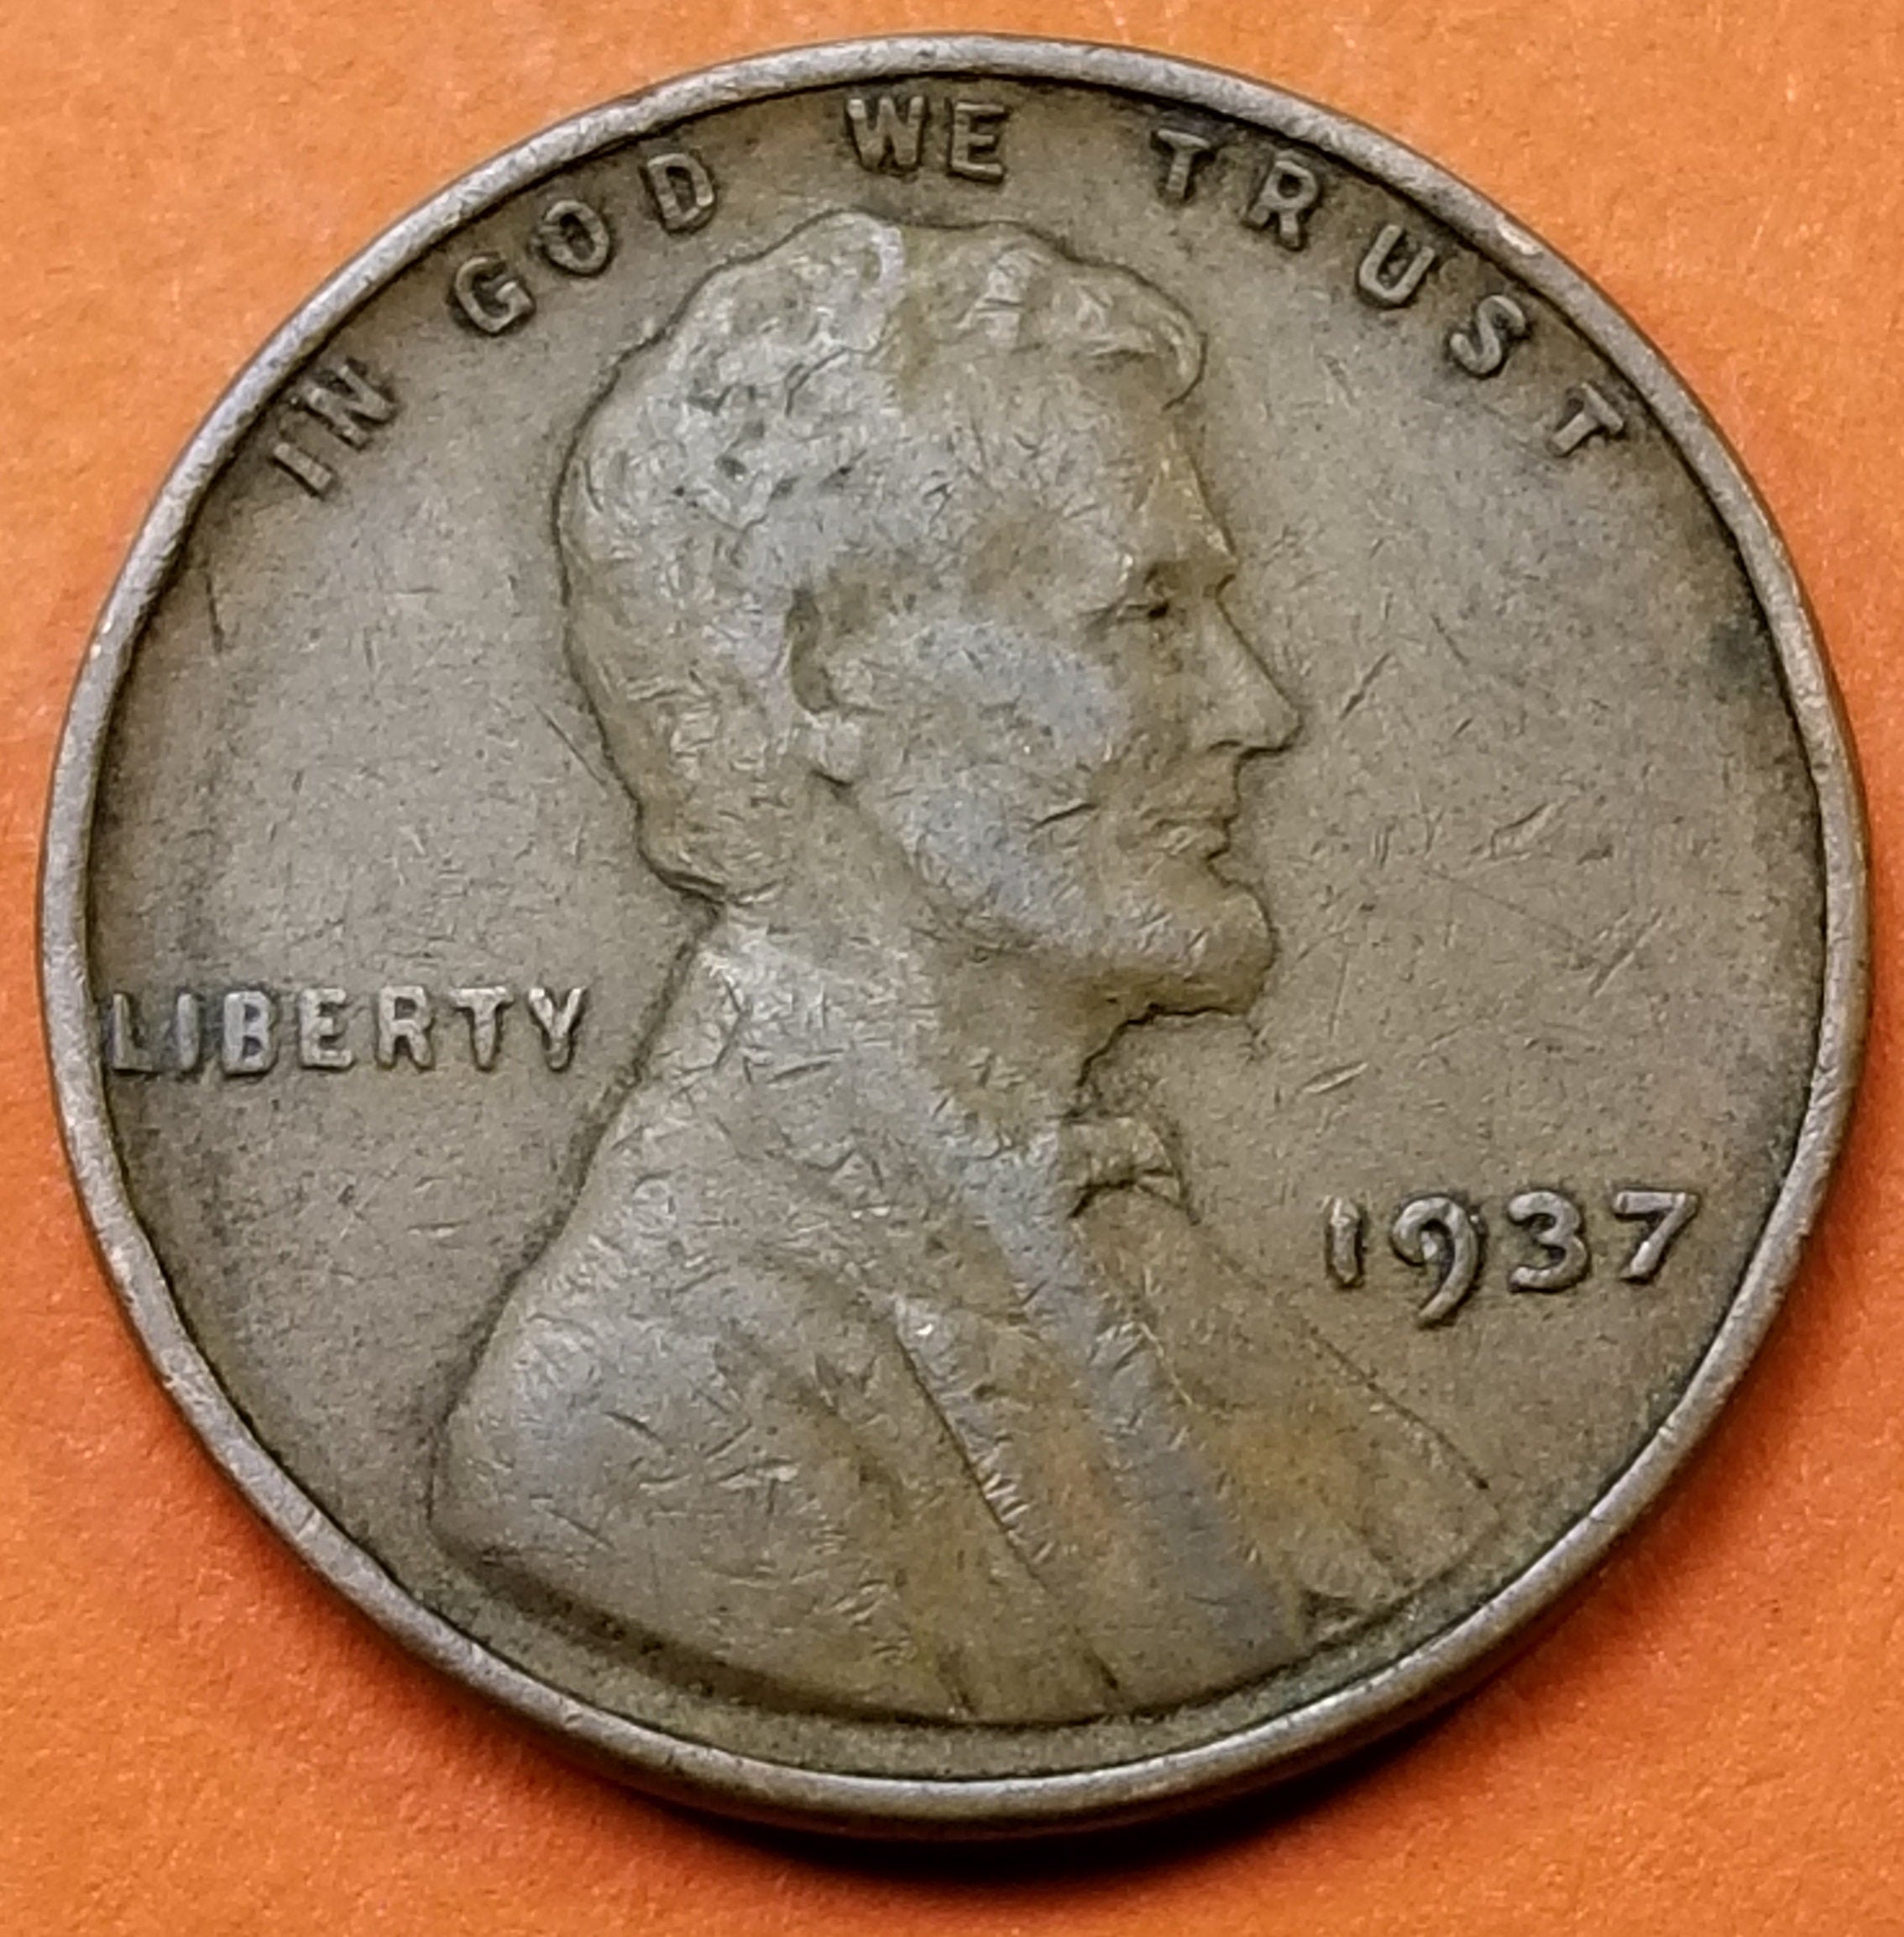 IN GOD WE TRUST
LIBERTY
1937